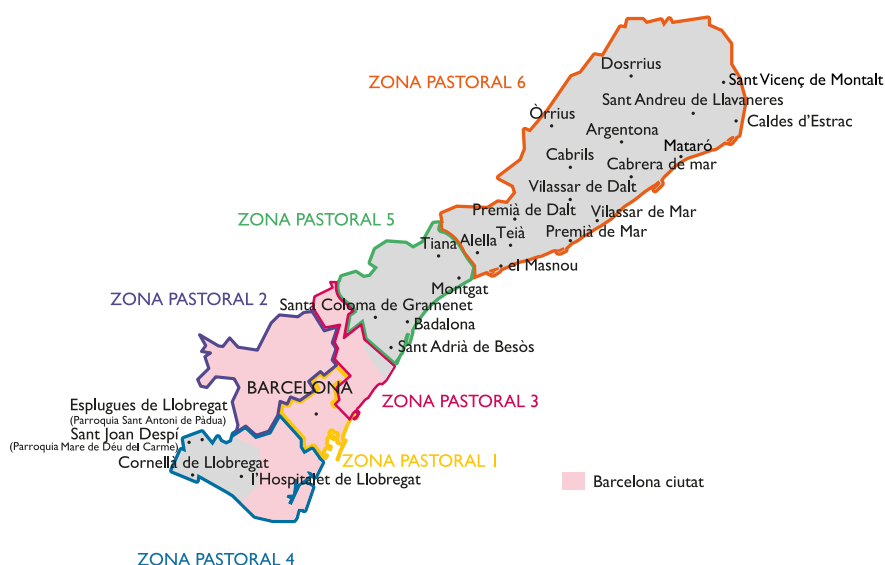 ZONA PASTORAL 6
Dosrrius
Sant Vicenç de Montalt
Sant Andreu de Llavaneres
Òrrius
Caldes d’Estrac
Argentona
Mataró
Cabrils
Cabrera de mar
Vilassar de Dalt
ZONA PASTORAL 5
Premià de Dalt
Vilassar de Mar
Teià
Premià de Mar
Tiana
Alella
el Masnou
Montgat
ZONA PASTORAL 2
Santa Coloma de Gramenet
Badalona
Sant Adrià de Besòs
BARCELONA
ZONA PASTORAL 3
Esplugues de Llobregat
(Parroquia Sant Antoni de Pàdua)
Sant Joan Despí
(Parroquia Mare de Déu del Carme)
Cornellà de Llobregat
ZONA PASTORAL 1
l’Hospitalet de Llobregat
Barcelona ciutat
ZONA PASTORAL 4